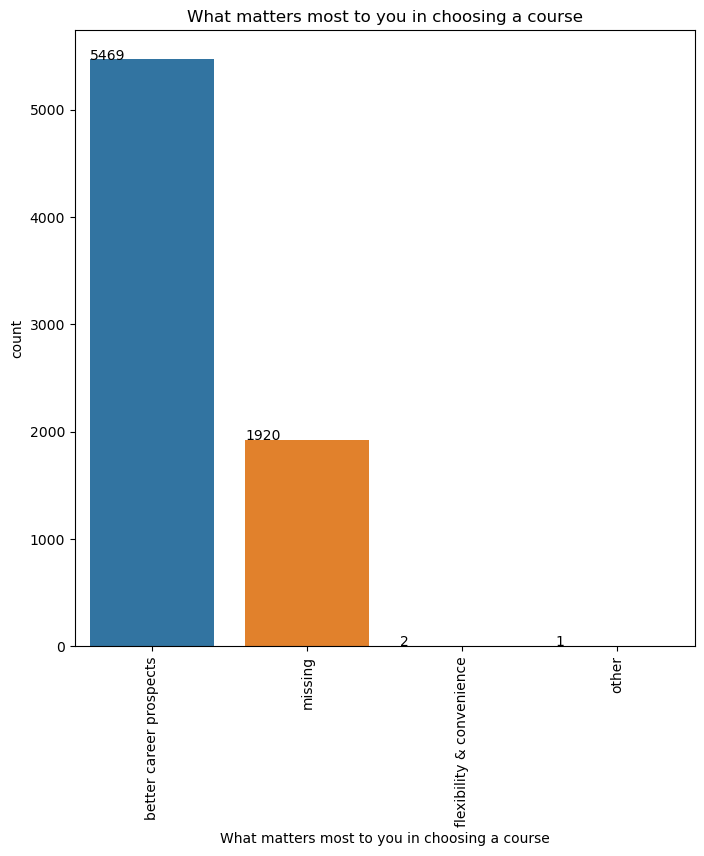 What matters most to you in choosing a course
5469
5000
4000
3000
count
2000
1920
1000
0
2
1
better career prospects
missing
flexibility & convenience
other
What matters most to you in choosing a course